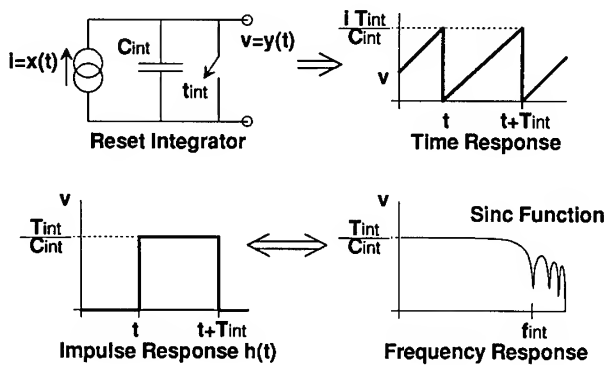 i=x(t)
Cint
tint
v=y(t)
Reset Integrator
i Tint
Cint
v
t
t+Tint
Time Response
v
Tint
Cint
t
t+Tint
Impulse Response h(t)
v
Sinc Function
Tint
Cint
fint
Frequency Response